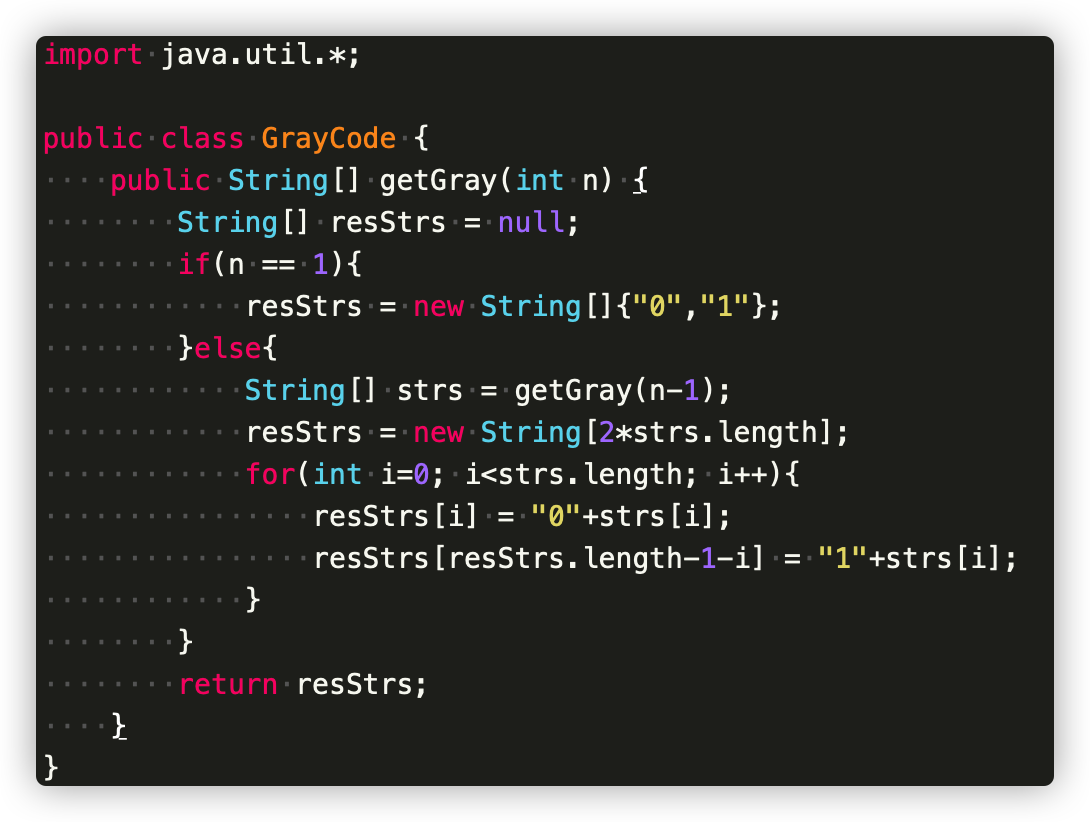 import java.util.*;

public class GrayCode {
    public String[] getGray(int n) {
        String[] resStrs = null;
        if(n == 1){
            resStrs = new String[]{"0","1"};
        }else{
            String[] strs = getGray(n-1);
            resStrs = new String[2*strs.length];
            for(int i=0; i<strs.length; i++){
                resStrs[i] = "0"+strs[i];
                resStrs[resStrs.length-1-i] = "1"+strs[i];
            }
        }
        return resStrs;
    }
}